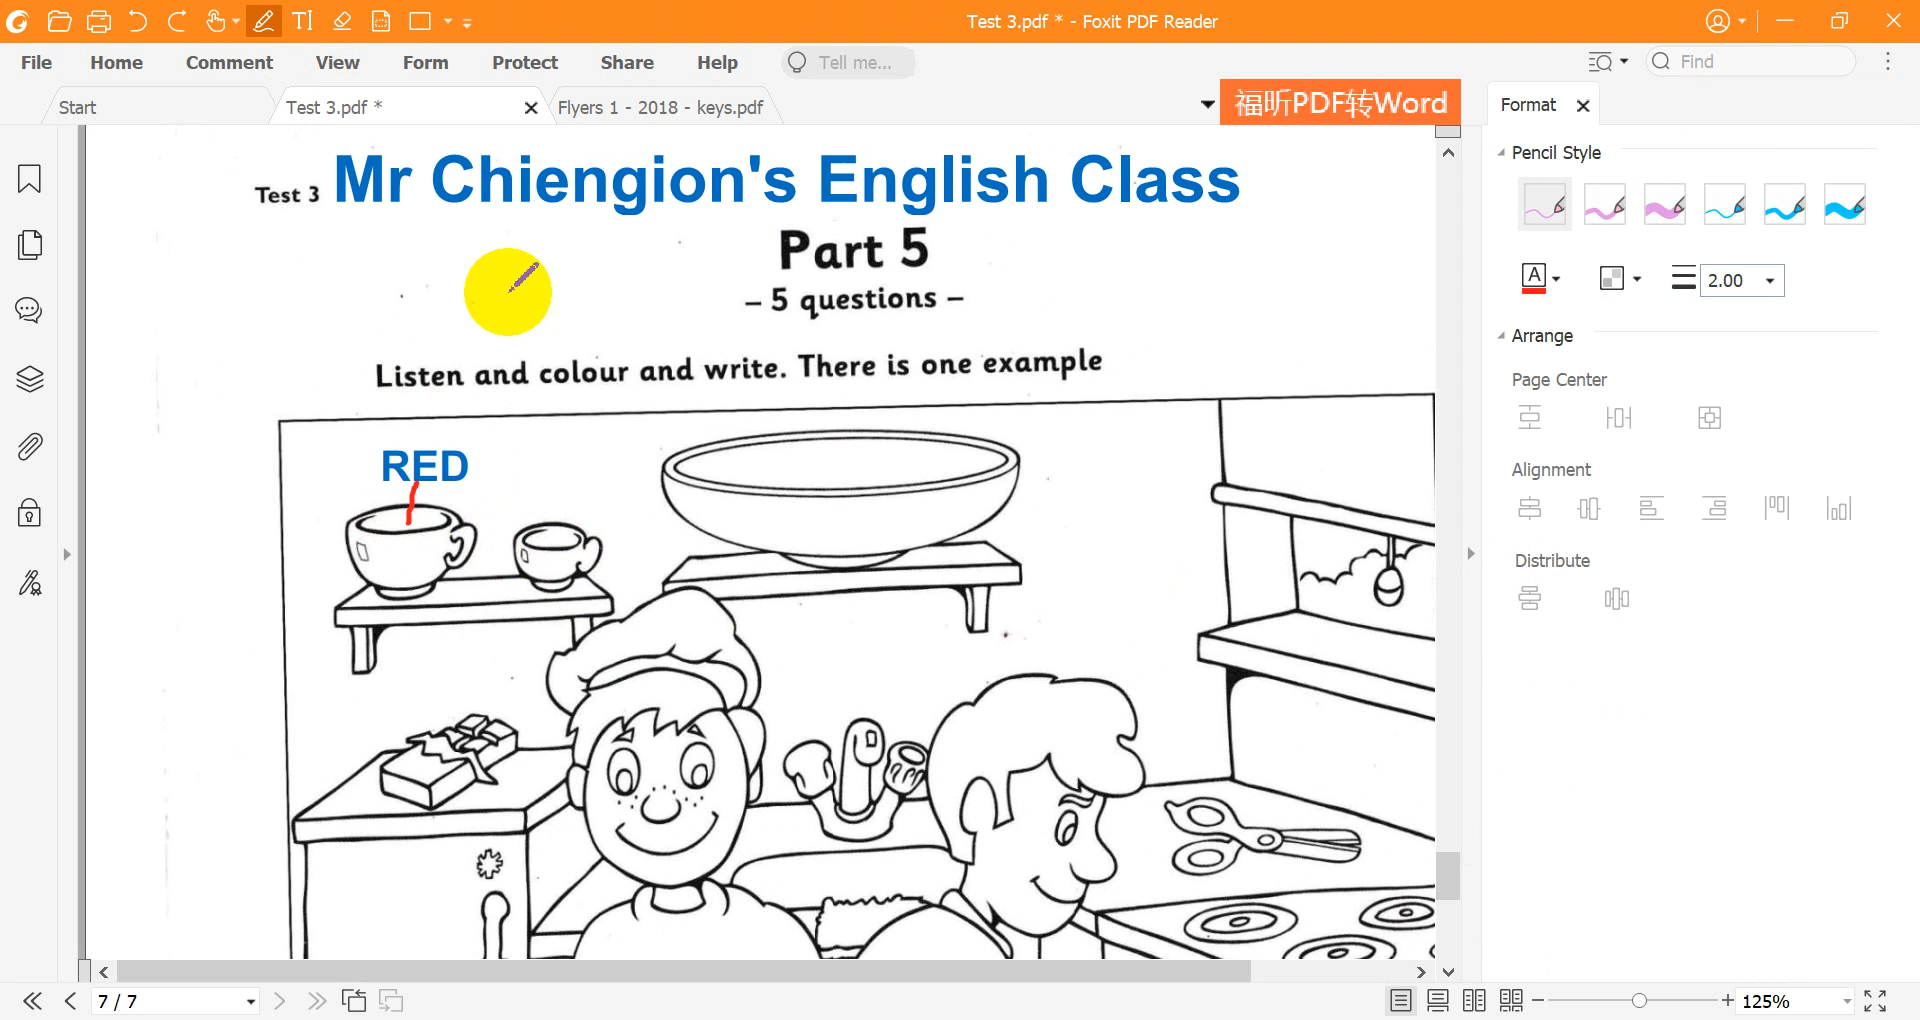 Test 3.pdf * - Foxit PDF Reader
File Home Comment View Form Protect Share Help Tell me... Find
Start Test 3.pdf * Flyers 1 - 2018 - keys.pdf 福昕PDF转Word Format
Test 3 Mr Chiengion's English Class
Part 5
– 5 questions –
Listen and colour and write. There is one example
RED
Pencil Style
A 2.00
Arrange
Page Center
Alignment
Distribute
7 / 7 125%